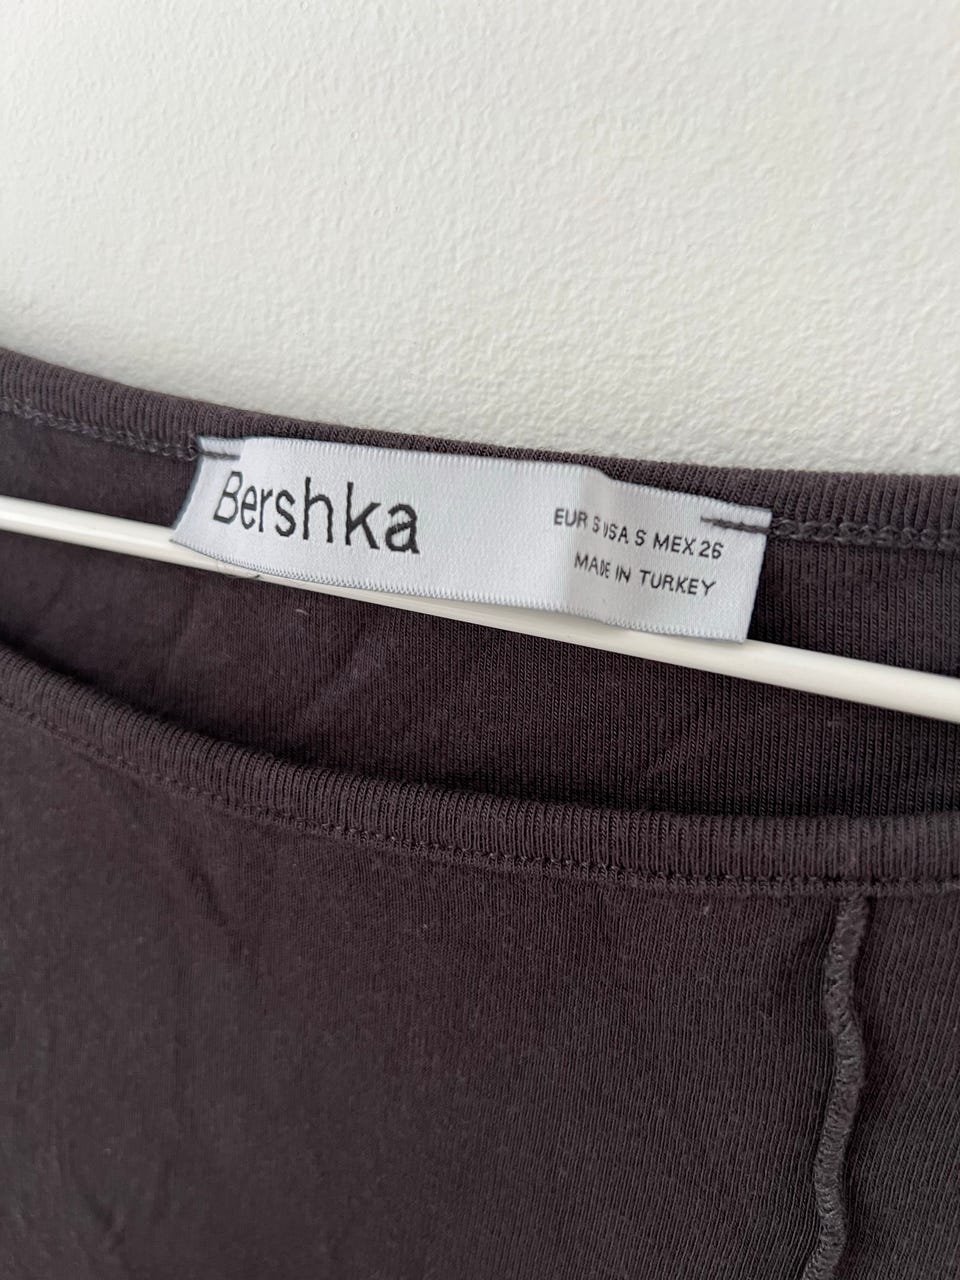 Bershka
EUR S USA S MEX 26
MADE IN TURKEY